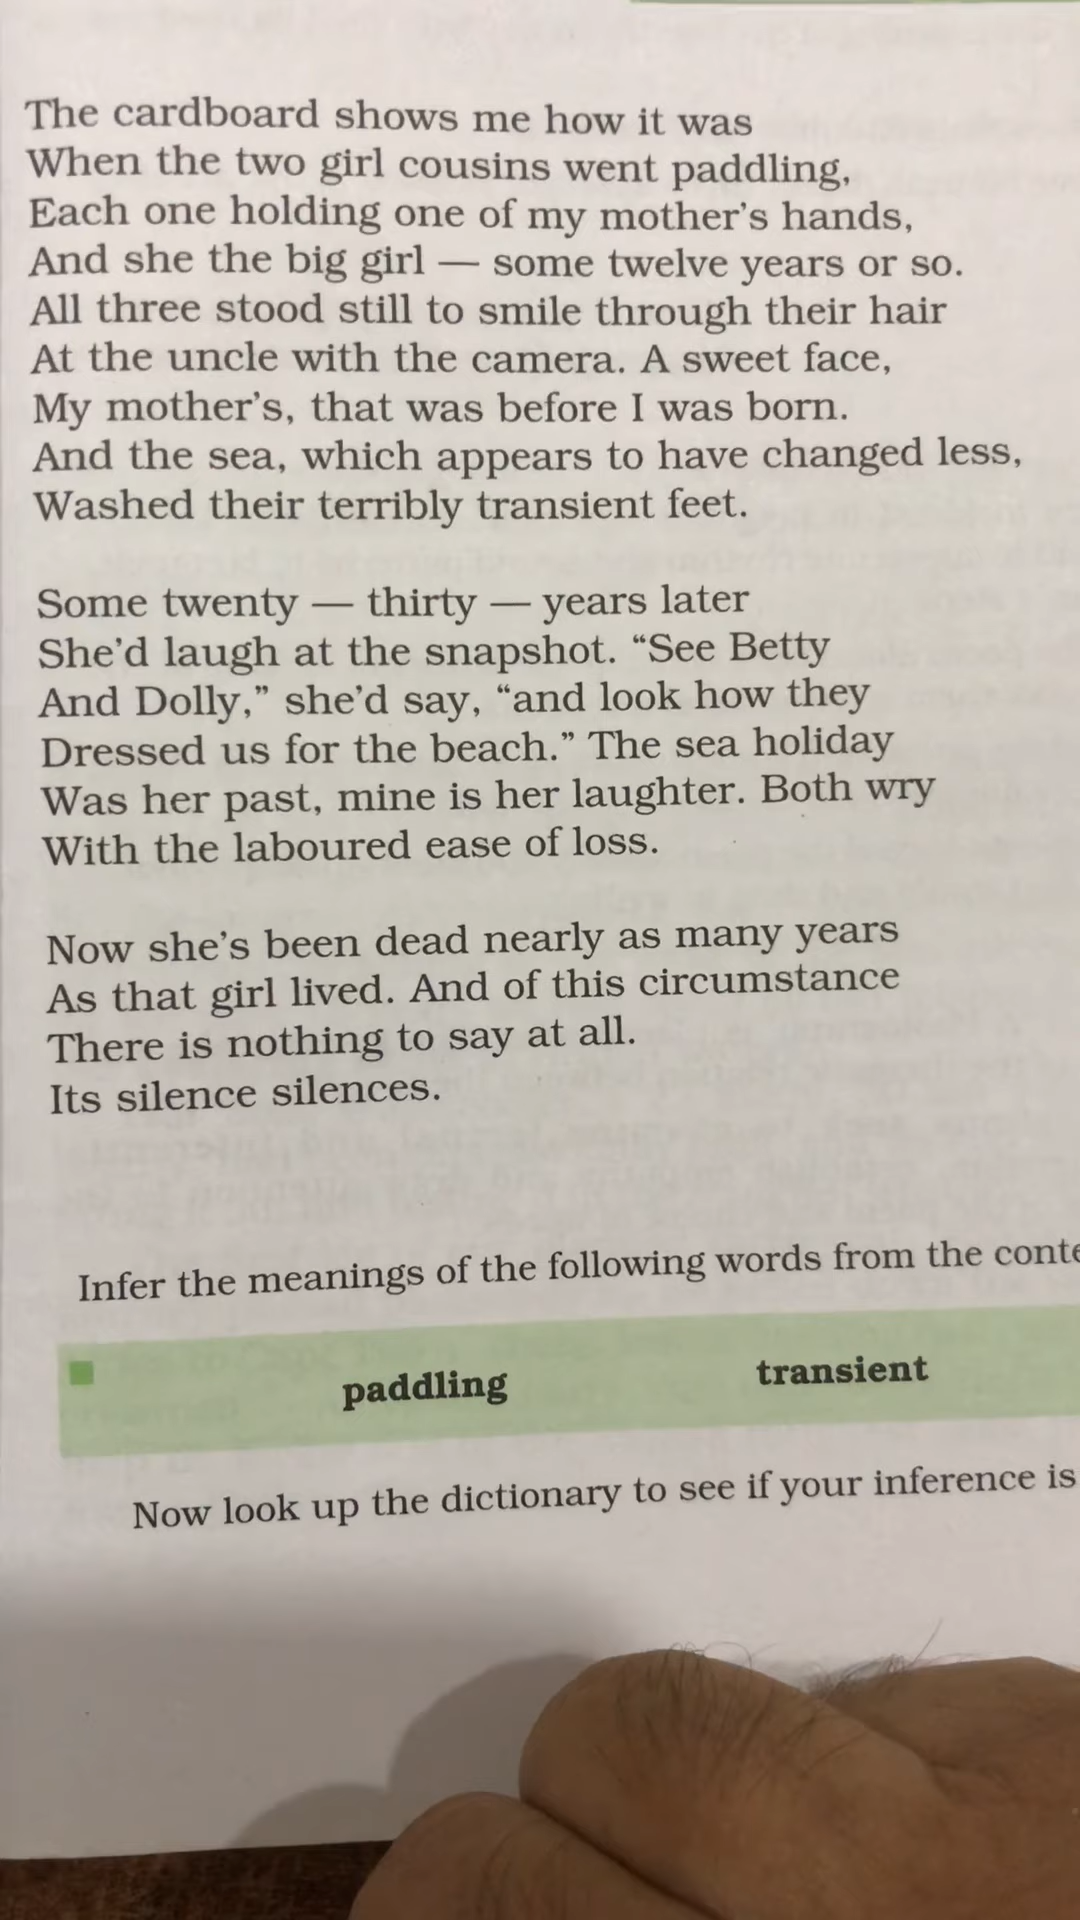 The cardboard shows me how it was
When the two girl cousins went paddling,
Each one holding one of my mother's hands,
And she the big girl — some twelve years or so.
All three stood still to smile through their hair
At the uncle with the camera. A sweet face,
My mother's, that was before I was born.
And the sea, which appears to have changed less,
Washed their terribly transient feet.

Some twenty — thirty — years later
She'd laugh at the snapshot. “See Betty
And Dolly,” she'd say, “and look how they
Dressed us for the beach.” The sea holiday
Was her past, mine is her laughter. Both wry
With the laboured ease of loss.

Now she's been dead nearly as many years
As that girl lived. And of this circumstance
There is nothing to say at all.
Its silence silences.

Infer the meanings of the following words from the
paddling transient
Now look up the dictionary to see if your inference is